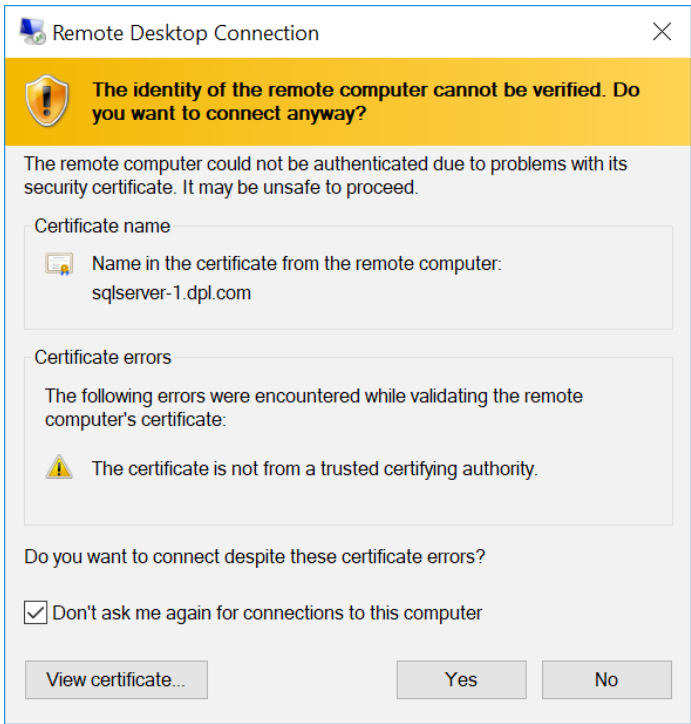 Remote Desktop Connection
The identity of the remote computer cannot be verified. Do
you want to connect anyway?
The remote computer could not be authenticated due to problems with its
security certificate. It may be unsafe to proceed.
Certificate name
Name in the certificate from the remote computer:
sqlserver-1.dpl.com
Certificate errors
The following errors were encountered while validating the remote
computer's certificate:
The certificate is not from a trusted certifying authority.
Do you want to connect despite these certificate errors?
Don't ask me again for connections to this computer
View certificate...
Yes
No